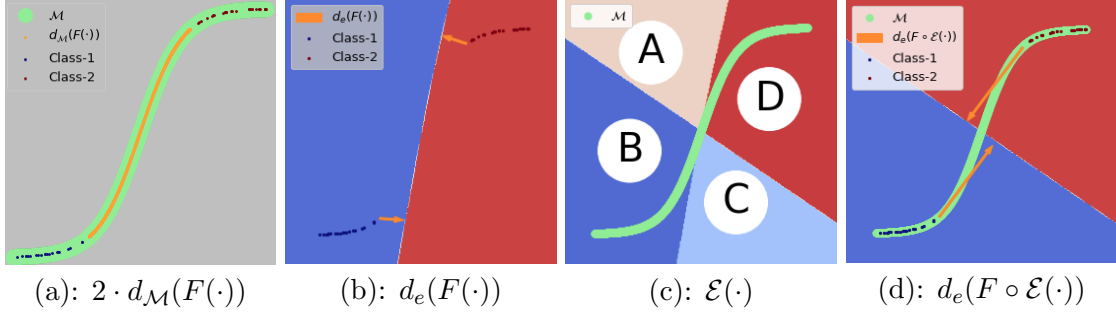 ℳ
d_ℳ(F(·))
Class-1
Class-2
(a): 2 · d_ℳ(F(·))
d_e(F(·))
Class-1
Class-2
(b): d_e(F(·))
ℳ
A
B
C
D
(c): ℰ(·)
ℳ
d_e(F ∘ ℰ(·))
Class-1
Class-2
(d): d_e(F ∘ ℰ(·))